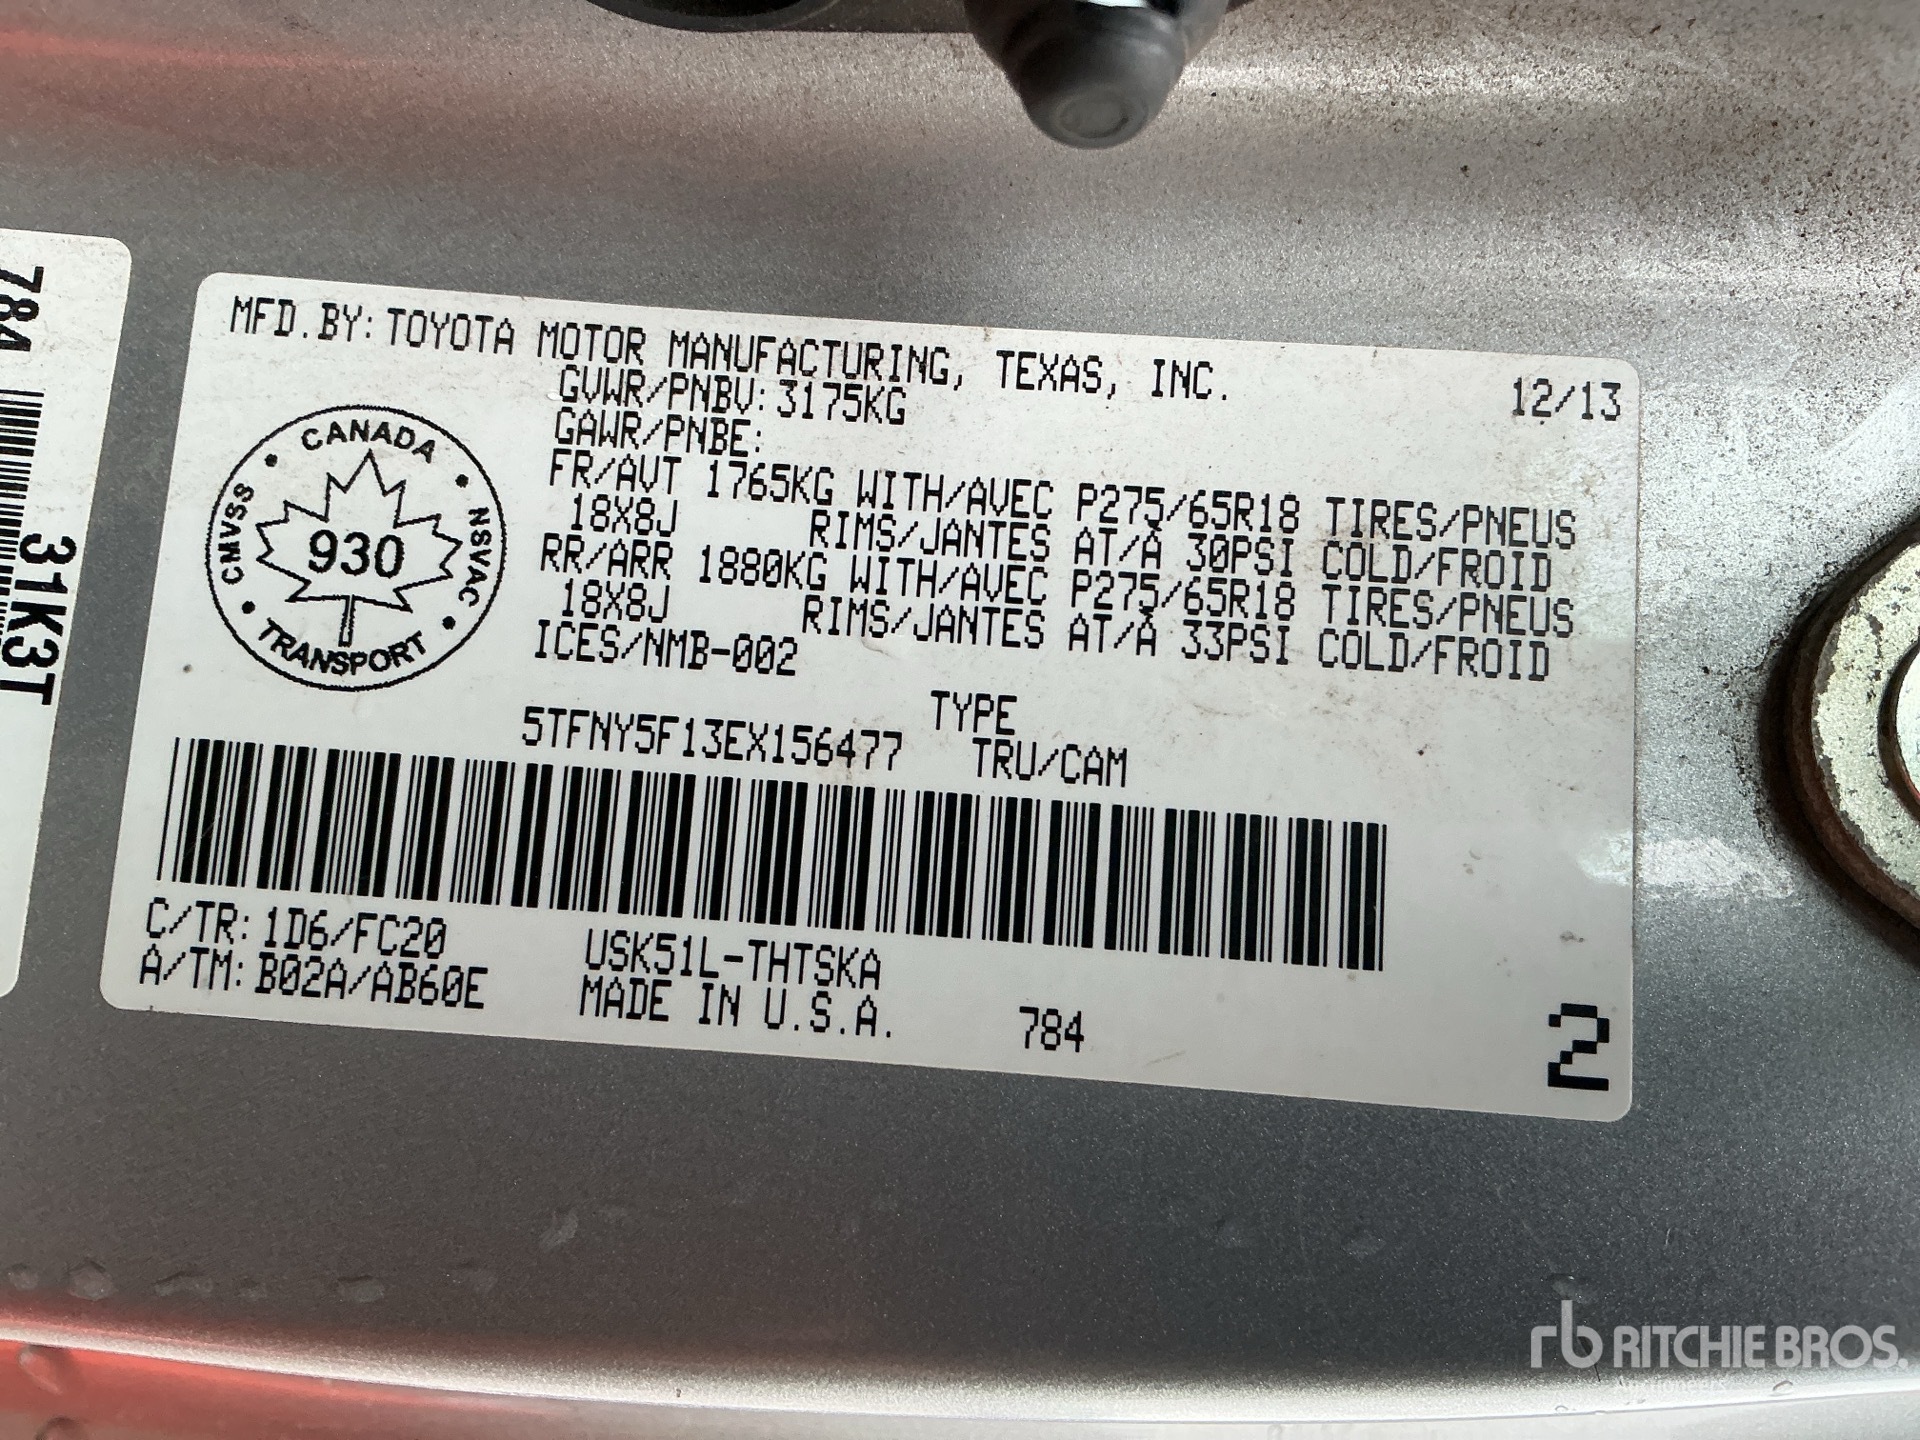 784
31K3T
MFD.BY: TOYOTA MOTOR MANUFACTURING, TEXAS, INC. 12/13
GVWR/PNBV: 3175KG
GAWR/PNBE:
FR/AVT 1765KG WITH/AVEC P275/65R18 TIRES/PNEUS
18X8J RIMS/JANTES AT/À 30PSI COLD/FROID
RR/ARR 1880KG WITH/AVEC P275/65R18 TIRES/PNEUS
18X8J RIMS/JANTES AT/À 33PSI COLD/FROID
ICES/NMB-002
CANADA
CMVSS
NSVAC
930
TRANSPORT
5TFNY5F13EX156477
TYPE
TRU/CAM
C/TR: 1D6/FC20
A/TM: B02A/AB60E
USK51L-THTSKA
MADE IN U.S.A.
784
2
rb RITCHIE BROS.
Auctioneers